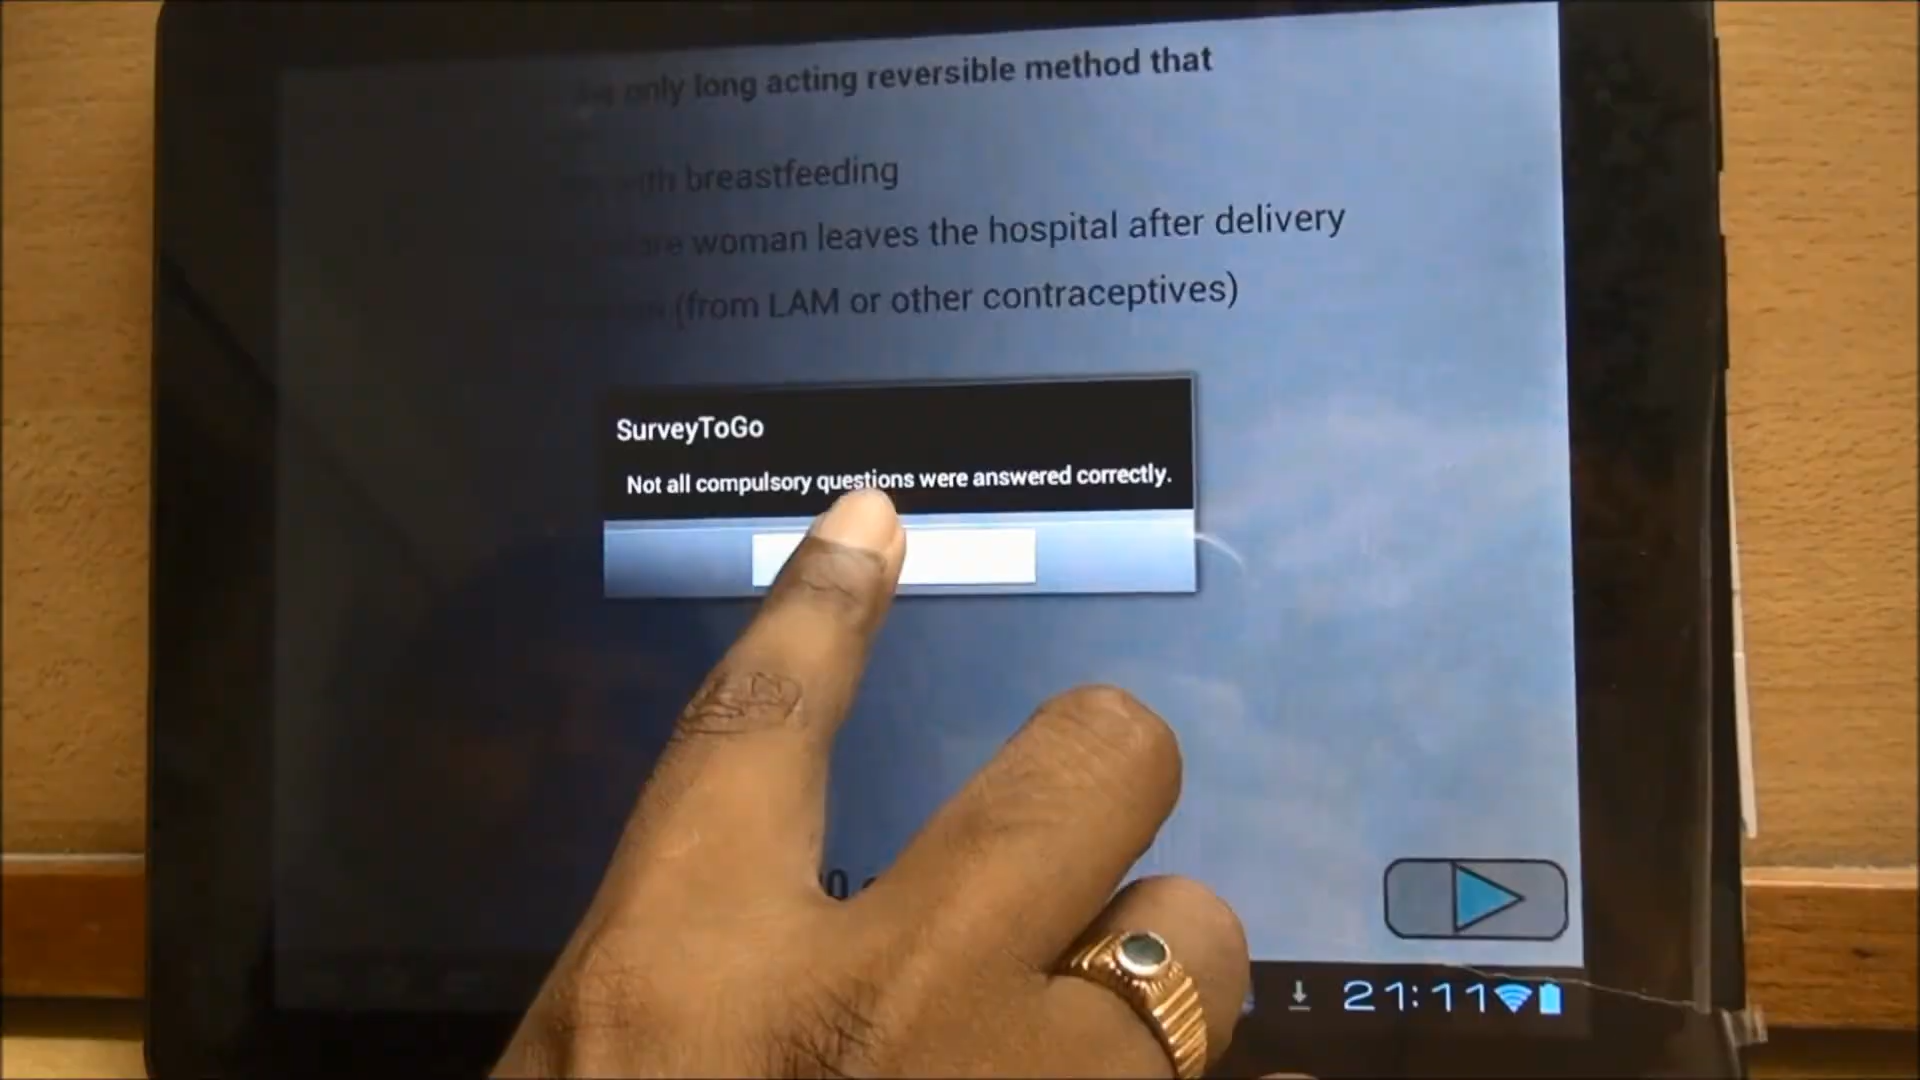 only long acting reversible method that
breastfeeding
woman leaves the hospital after delivery
(from LAM or other contraceptives)
SurveyToGo
Not all compulsory questions were answered correctly.
21:11